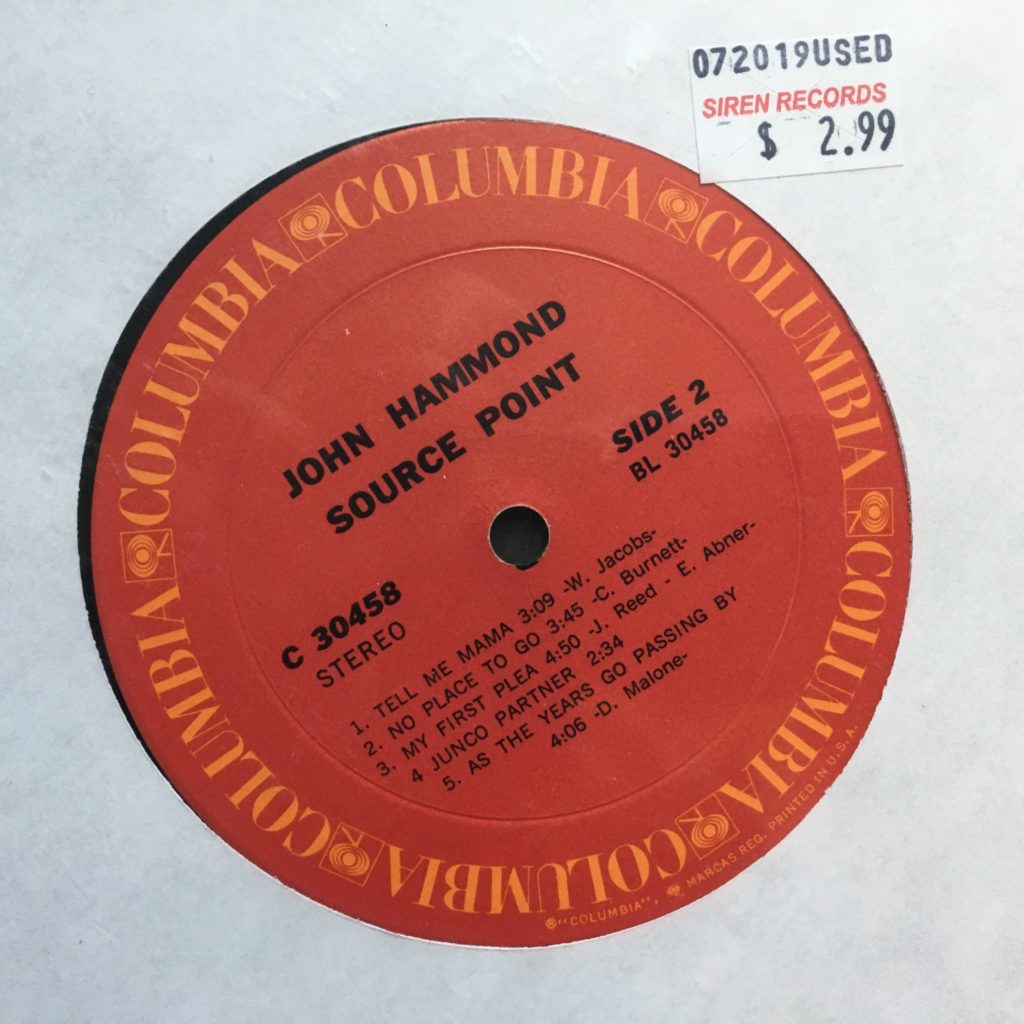 072019USED
SIREN RECORDS
$ 2.99
COLUMBIA COLUMBIA COLUMBIA COLUMBIA COLUMBIA COLUMBIA COLUMBIA COLUMBIA
JOHN HAMMOND
SOURCE POINT
SIDE 2
BL 30458
C 30458
STEREO
1. TELL ME MAMA 3:09 -W. Jacobs-
2. NO PLACE TO GO 3:45 -C. Burnett-
3. MY FIRST PLEA 4:50 -J. Reed - E. Abner-
4 JUNCO PARTNER 2:34
5. AS THE YEARS GO PASSING BY
4:06 -D. Malone-
®"COLUMBIA", MARCAS REG. PRINTED IN U.S.A.